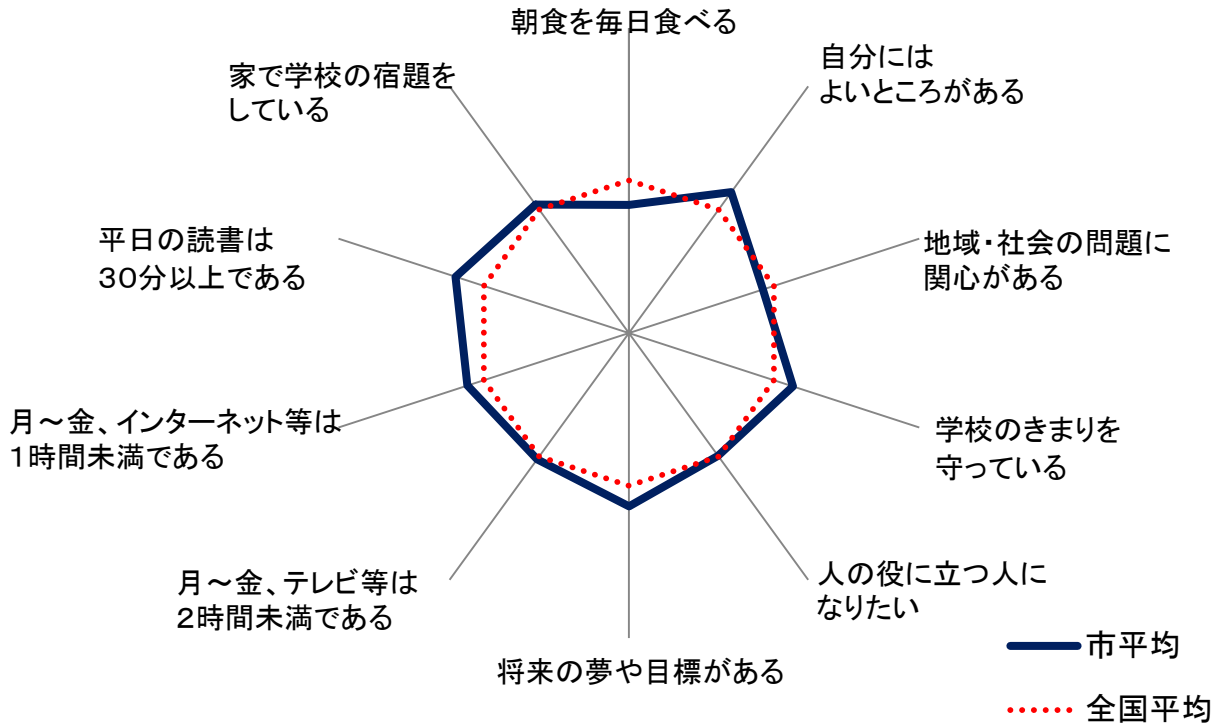 朝食を毎日食べる
自分には
よいところがある
地域・社会の問題に
関心がある
学校のきまりを
守っている
人の役に立つ人に
なりたい
将来の夢や目標がある
月～金、テレビ等は
２時間未満である
月～金、インターネット等は
１時間未満である
平日の読書は
３０分以上である
家で学校の宿題を
している
市平均
全国平均